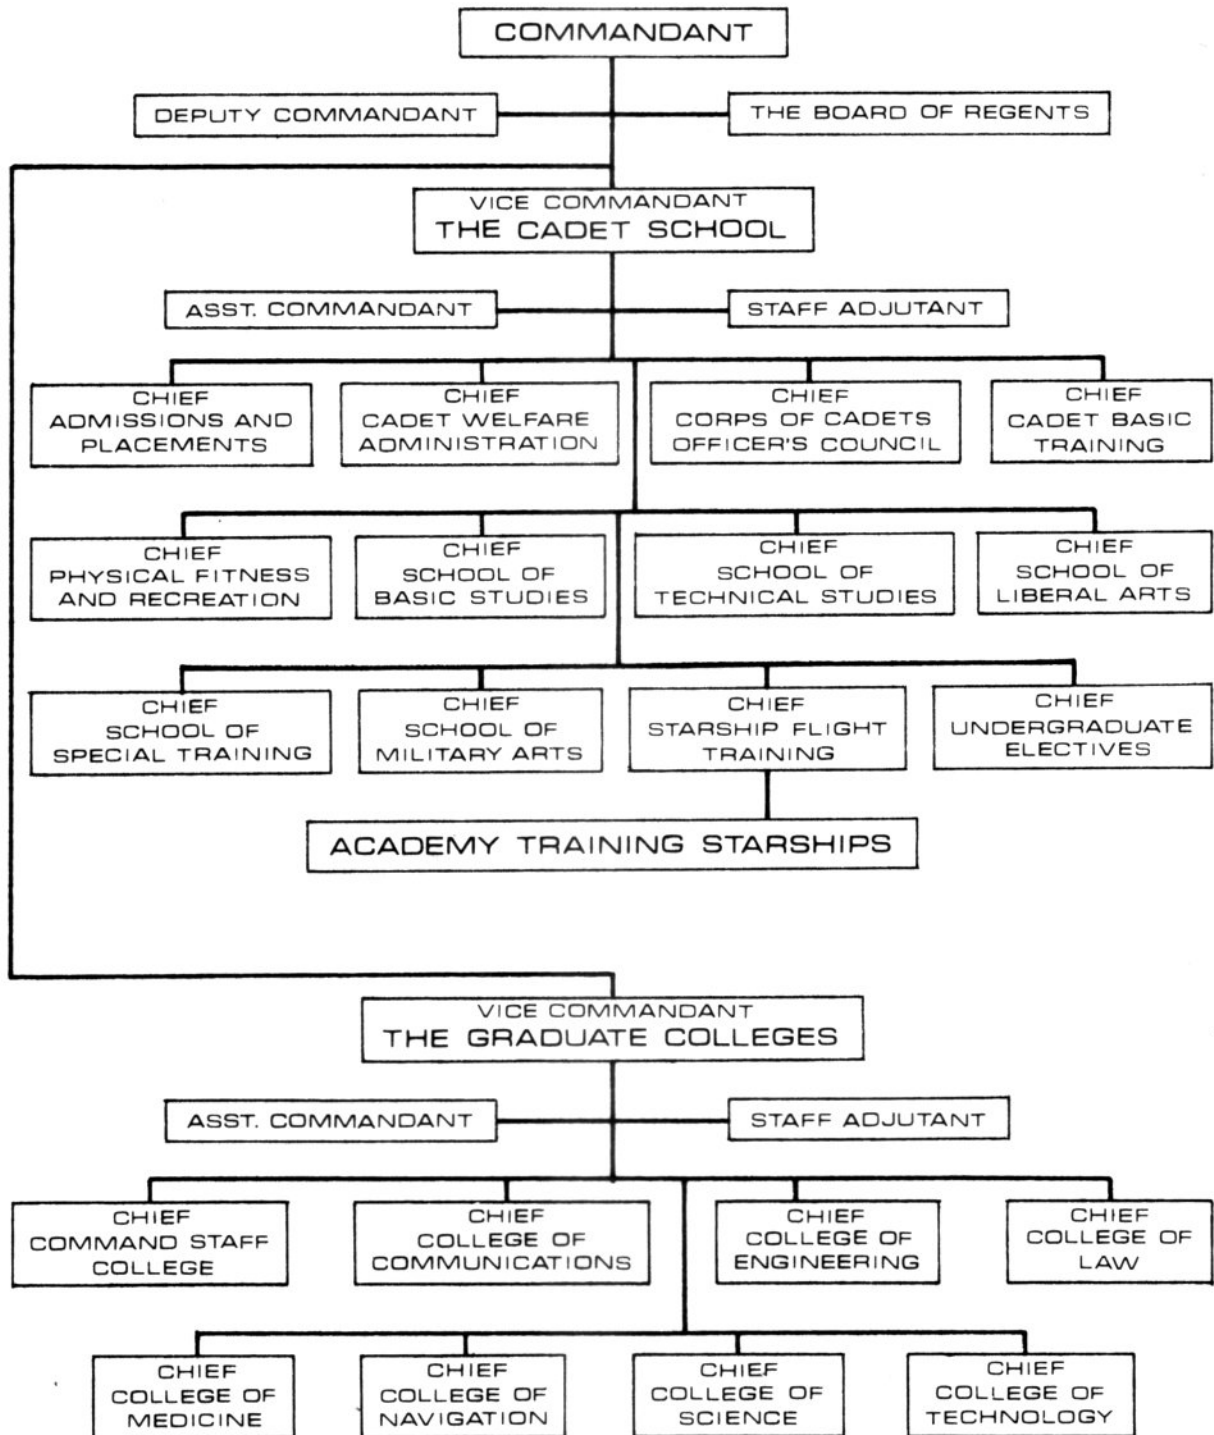 COMMANDANT
DEPUTY COMMANDANT
THE BOARD OF REGENTS
VICE COMMANDANT
THE CADET SCHOOL
ASST. COMMANDANT
STAFF ADJUTANT
CHIEF
ADMISSIONS AND
PLACEMENTS
CHIEF
CADET WELFARE
ADMINISTRATION
CHIEF
CORPS OF CADETS
OFFICER'S COUNCIL
CHIEF
CADET BASIC
TRAINING
CHIEF
PHYSICAL FITNESS
AND RECREATION
CHIEF
SCHOOL OF
BASIC STUDIES
CHIEF
SCHOOL OF
TECHNICAL STUDIES
CHIEF
SCHOOL OF
LIBERAL ARTS
CHIEF
SCHOOL OF
SPECIAL TRAINING
CHIEF
SCHOOL OF
MILITARY ARTS
CHIEF
STARSHIP FLIGHT
TRAINING
CHIEF
UNDERGRADUATE
ELECTIVES
ACADEMY TRAINING STARSHIPS
VICE COMMANDANT
THE GRADUATE COLLEGES
ASST. COMMANDANT
STAFF ADJUTANT
CHIEF
COMMAND STAFF
COLLEGE
CHIEF
COLLEGE OF
COMMUNICATIONS
CHIEF
COLLEGE OF
ENGINEERING
CHIEF
COLLEGE OF
LAW
CHIEF
COLLEGE OF
MEDICINE
CHIEF
COLLEGE OF
NAVIGATION
CHIEF
COLLEGE OF
SCIENCE
CHIEF
COLLEGE OF
TECHNOLOGY